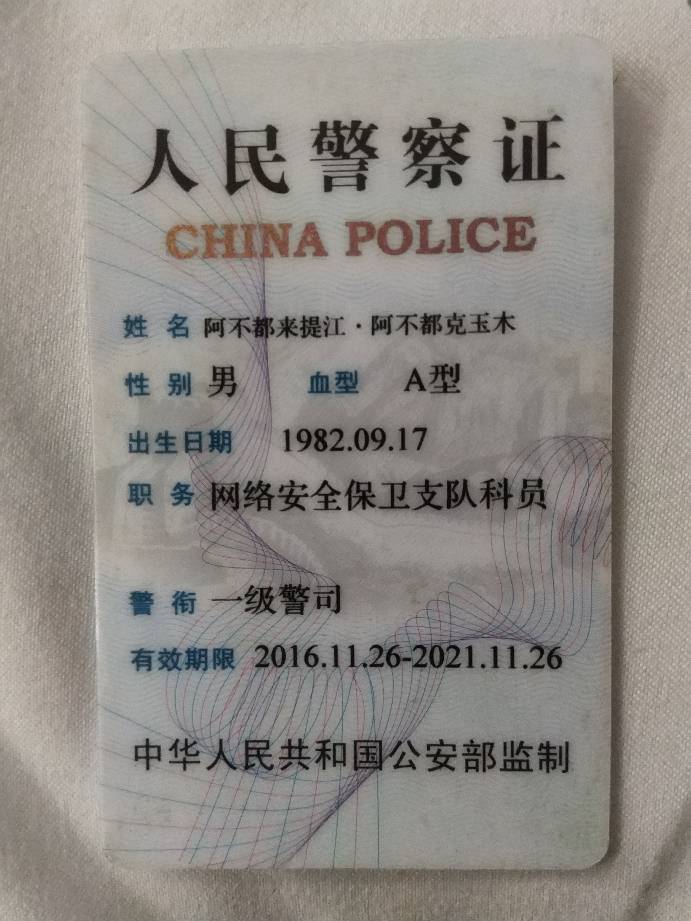 人民警察证
CHINA POLICE
姓名 阿不都来提江·阿不都克玉木
性别 男 血型 A型
出生日期 1982.09.17
职务 网络安全保卫支队科员
警衔 一级警司
有效期限 2016.11.26-2021.11.26
中华人民共和国公安部监制